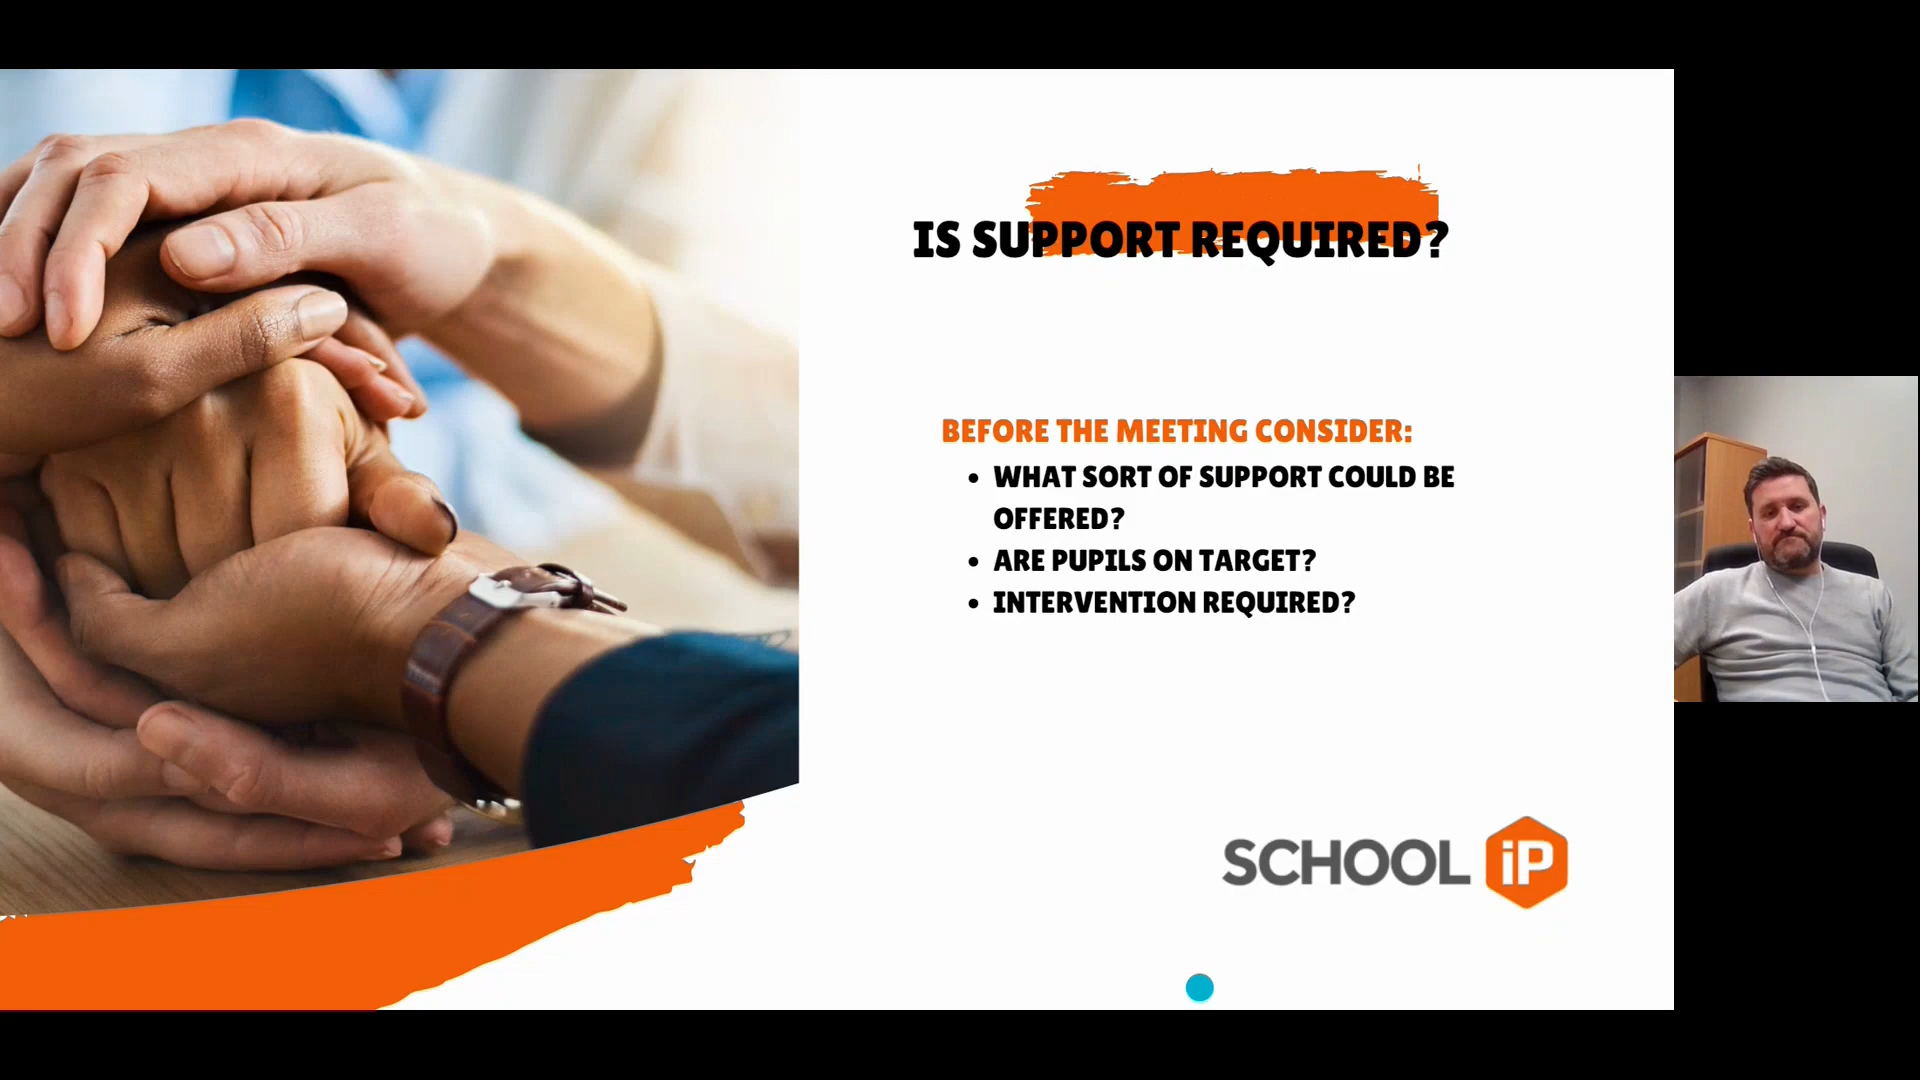 IS SUPPORT REQUIRED?
BEFORE THE MEETING CONSIDER:
• WHAT SORT OF SUPPORT COULD BE
OFFERED?
• ARE PUPILS ON TARGET?
• INTERVENTION REQUIRED?
SCHOOL iP